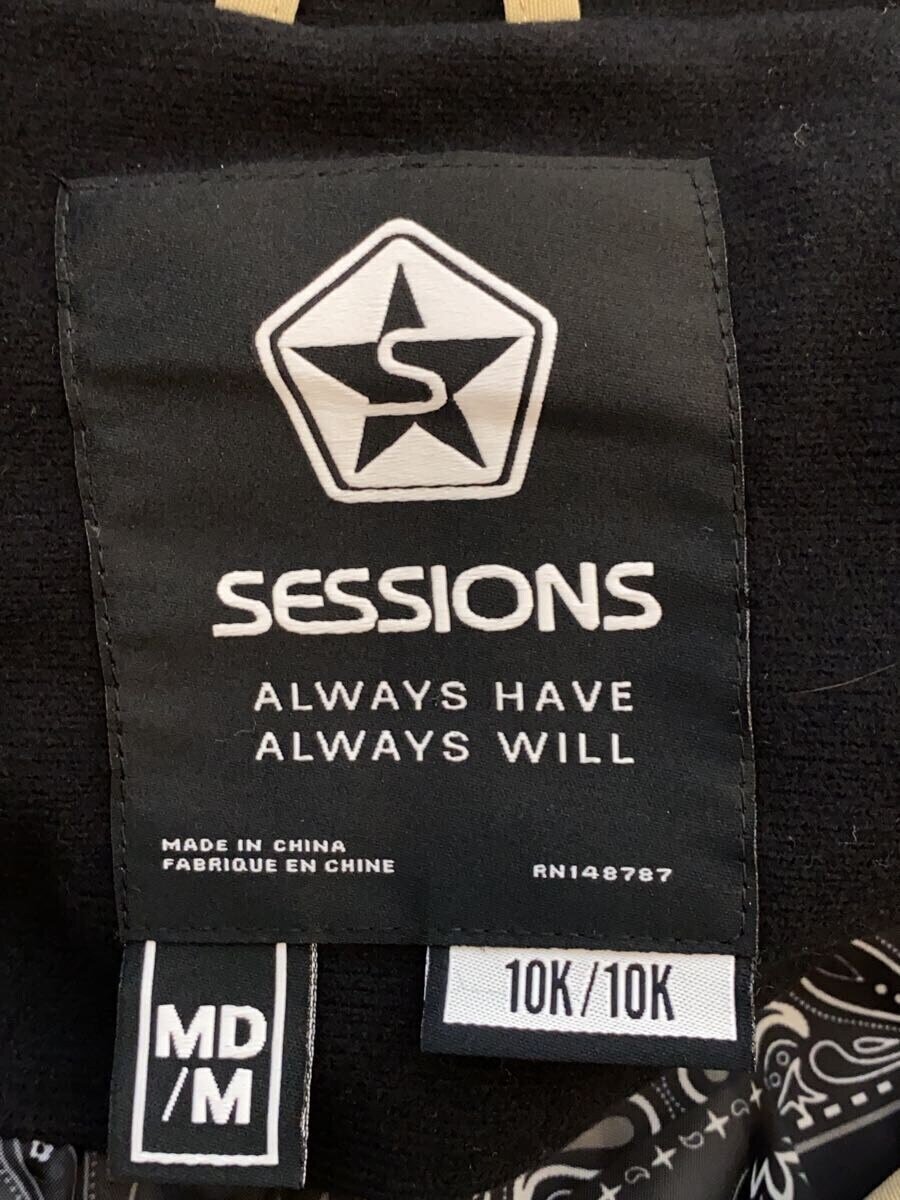 S
SESSIONS
ALWAYS HAVE
ALWAYS WILL
MADE IN CHINA
FABRIQUE EN CHINE
RN148787
10K/10K
MD
/M